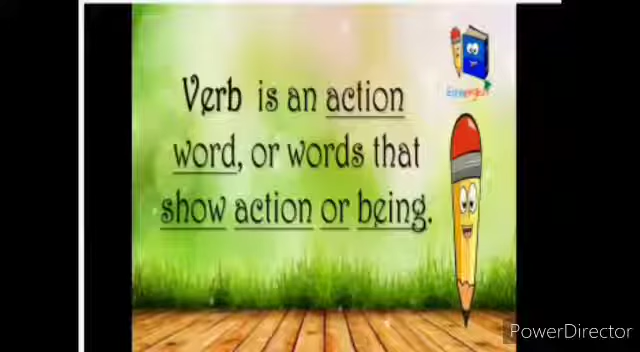 Verb is an action
word, or words that
show action or being.
PowerDirector